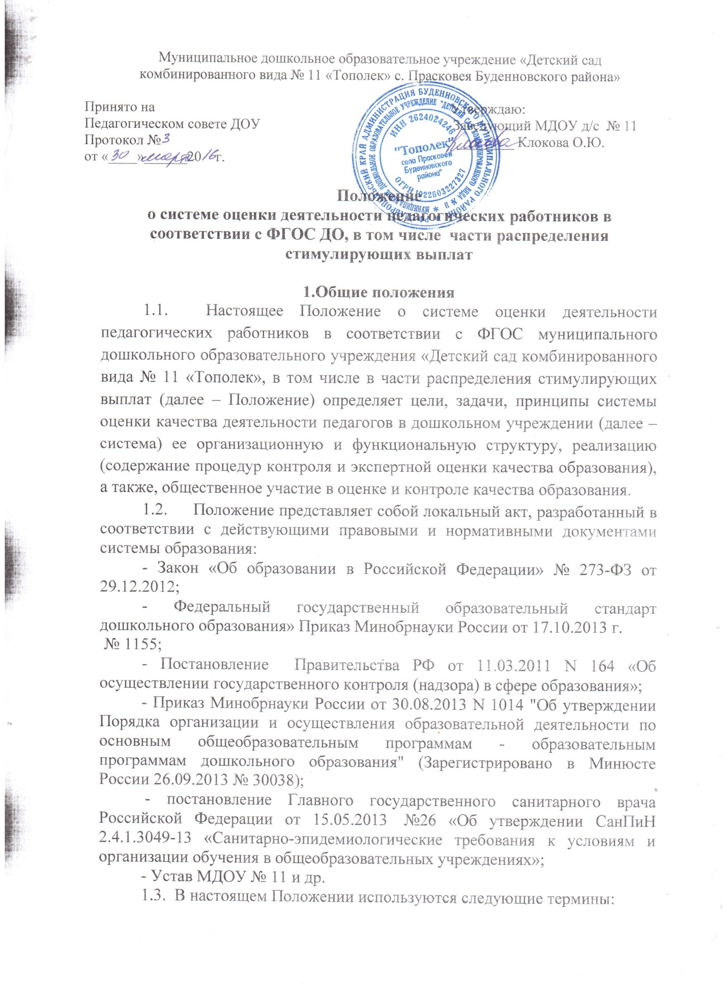 Муниципальное дошкольное образовательное учреждение «Детский сад
комбинированного вида № 11 «Тополек» с. Прасковея Буденновского района»
Принято на
Педагогическом совете ДОУ
Протокол №3
от «30» марта 2016 г.
Утверждаю:
Заведующий МДОУ д/с № 11
Клокова О.Ю.
СТАВРОПОЛЬСКИЙ КРАЙ АДМИНИСТРАЦИЯ БУДЕННОВСКОГО МУНИЦИПАЛЬНОГО РАЙОНА
МУНИЦИПАЛЬНОЕ ДОШКОЛЬНОЕ ОБРАЗОВАТЕЛЬНОЕ УЧРЕЖДЕНИЕ "ДЕТСКИЙ САД КОМБИНИРОВАННОГО ВИДА № 11
ИНН 2624024246
"Тополек"
села Прасковея
Буденновского
района"
ОГРН 1022603227327
Положение
о системе оценки деятельности педагогических работников в
соответствии с ФГОС ДО, в том числе части распределения
стимулирующих выплат
1.Общие положения
1.1. Настоящее Положение о системе оценки деятельности
педагогических работников в соответствии с ФГОС муниципального
дошкольного образовательного учреждения «Детский сад комбинированного
вида № 11 «Тополек», в том числе в части распределения стимулирующих
выплат (далее – Положение) определяет цели, задачи, принципы системы
оценки качества деятельности педагогов в дошкольном учреждении (далее –
система) ее организационную и функциональную структуру, реализацию
(содержание процедур контроля и экспертной оценки качества образования),
а также, общественное участие в оценке и контроле качества образования.
1.2. Положение представляет собой локальный акт, разработанный в
соответствии с действующими правовыми и нормативными документами
системы образования:
- Закон «Об образовании в Российской Федерации» № 273-ФЗ от
29.12.2012;
- Федеральный государственный образовательный стандарт
дошкольного образования» Приказ Минобрнауки России от 17.10.2013 г.
№ 1155;
- Постановление Правительства РФ от 11.03.2011 N 164 «Об
осуществлении государственного контроля (надзора) в сфере образования»;
- Приказ Минобрнауки России от 30.08.2013 N 1014 "Об утверждении
Порядка организации и осуществления образовательной деятельности по
основным общеобразовательным программам - образовательным
программам дошкольного образования" (Зарегистрировано в Минюсте
России 26.09.2013 № 30038);
- постановление Главного государственного санитарного врача
Российской Федерации от 15.05.2013 №26 «Об утверждении СанПиН
2.4.1.3049-13 «Санитарно-эпидемиологические требования к условиям и
организации обучения в общеобразовательных учреждениях»;
- Устав МДОУ № 11 и др.
1.3. В настоящем Положении используются следующие термины: